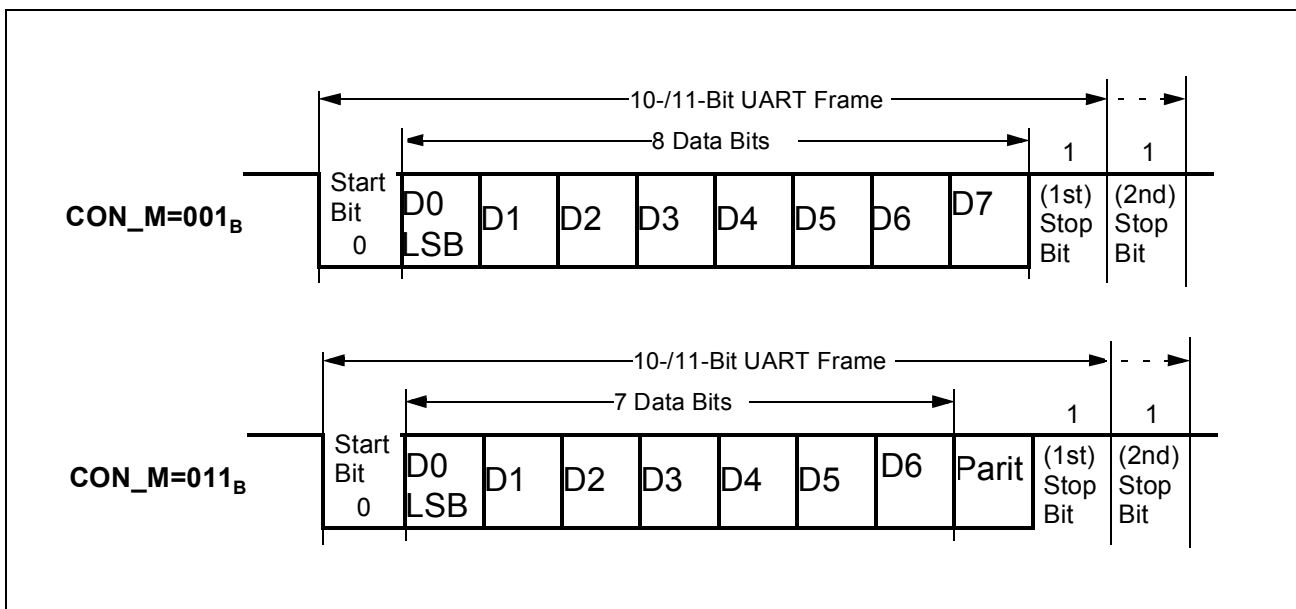 10-/11-Bit UART Frame
8 Data Bits
1 1
CON_M=001B
Start Bit 0
D0 LSB
D1
D2
D3
D4
D5
D6
D7
(1st) Stop Bit
(2nd) Stop Bit
10-/11-Bit UART Frame
7 Data Bits
1 1
CON_M=011B
Start Bit 0
D0 LSB
D1
D2
D3
D4
D5
D6
Parit
(1st) Stop Bit
(2nd) Stop Bit